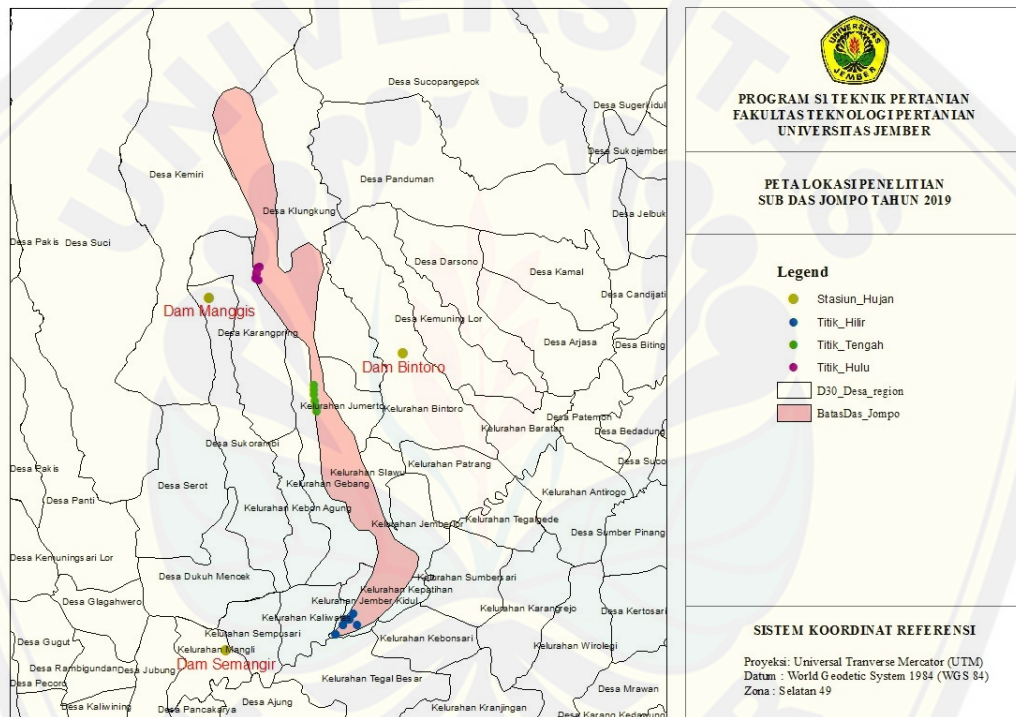 Desa Sucopangepok
Desa Sugerkidul
Desa Sukojember
Desa Kemiri
Desa Panduman
Desa Klungkung
Desa Jelbuk
Desa Pakis
Desa Suci
Desa Darsono
Desa Kamal
Desa Candijati
Dam Manggis
Desa Karangpring
Desa Kemuning Lor
Desa Arjasa
Desa Biting
Dam Bintoro
Kelurahan Jumerto
Kelurahan Bintoro
Desa Patemon
Kelurahan Baratan
Desa Bedadung
Desa Sukorambi
Desa Pakis
Kelurahan Slawu
Kelurahan Patrang
Desa Suco
Desa Panti
Desa Serot
Kelurahan Gebang
Kelurahan Antirogo
Kelurahan Kebon Agung
Kelurahan Jemberlor
Kelurahan Tegalgede
Desa Sumber Pinang
Desa Kemuningsari Lor
Desa Dukuh Mencek
Kelurahan Sumbersari
Kelurahan Kepatihan
Desa Glagahwero
Kelurahan Jember Kidul
Kelurahan Karangrejo
Desa Kertosari
Kelurahan Kaliwates
Kelurahan Sempusari
Kelurahan Kebonsari
Desa Gugut
Kelurahan Mangli
Kelurahan Wirolegi
Dam Semangir
Desa Rambigundan
Desa Jubung
Kelurahan Tegal Besar
Desa Pecoro
Desa Mrawan
Desa Kaliwining
Desa Pancakarya
Desa Ajung
Kelurahan Kranjingan
Desa Karang Kedawung
UNIVERSITAS
JEMBER
PROGRAM S1 TEKNIK PERTANIAN
FAKULTAS TEKNOLOGI PERTANIAN
UNIVERSITAS JEMBER
PETA LOKASI PENELITIAN
SUB DAS JOMPO TAHUN 2019
Legend
Stasiun_Hujan
Titik_Hilir
Titik_Tengah
Titik_Hulu
D30_Desa_region
BatasDas_Jompo
SISTEM KOORDINAT REFERENSI
Proyeksi: Universal Tranverse Mercator (UTM)
Datum : World Geodetic System 1984 (WGS 84)
Zona : Selatan 49
UNIVERSITAS